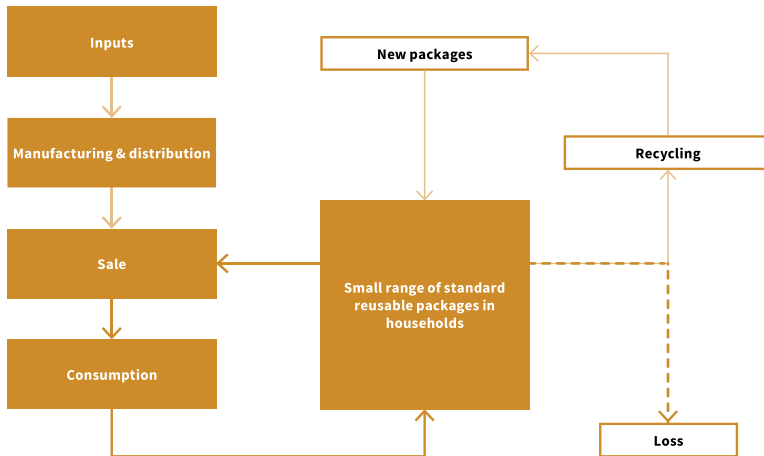 Inputs
New packages
Manufacturing & distribution
Recycling
Sale
Small range of standard
reusable packages in
households
Consumption
Loss